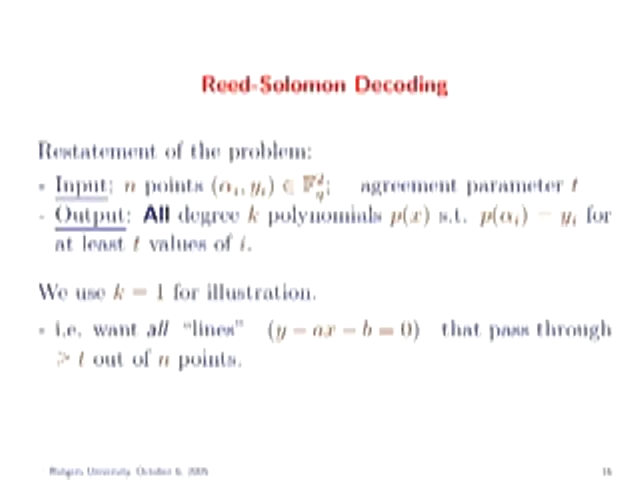 Reed-Solomon Decoding
Restatement of the problem:
- Input: n points (αᵢ, yᵢ) ∈ 𝔽²_q; agreement parameter t
- Output: All degree k polynomials p(x) s.t. p(αᵢ) = yᵢ for
at least t values of i.
We use k = 1 for illustration.
- i.e. want all "lines" (y − ax − b = 0) that pass through
≥ t out of n points.
Rutgers University, October 6,
16